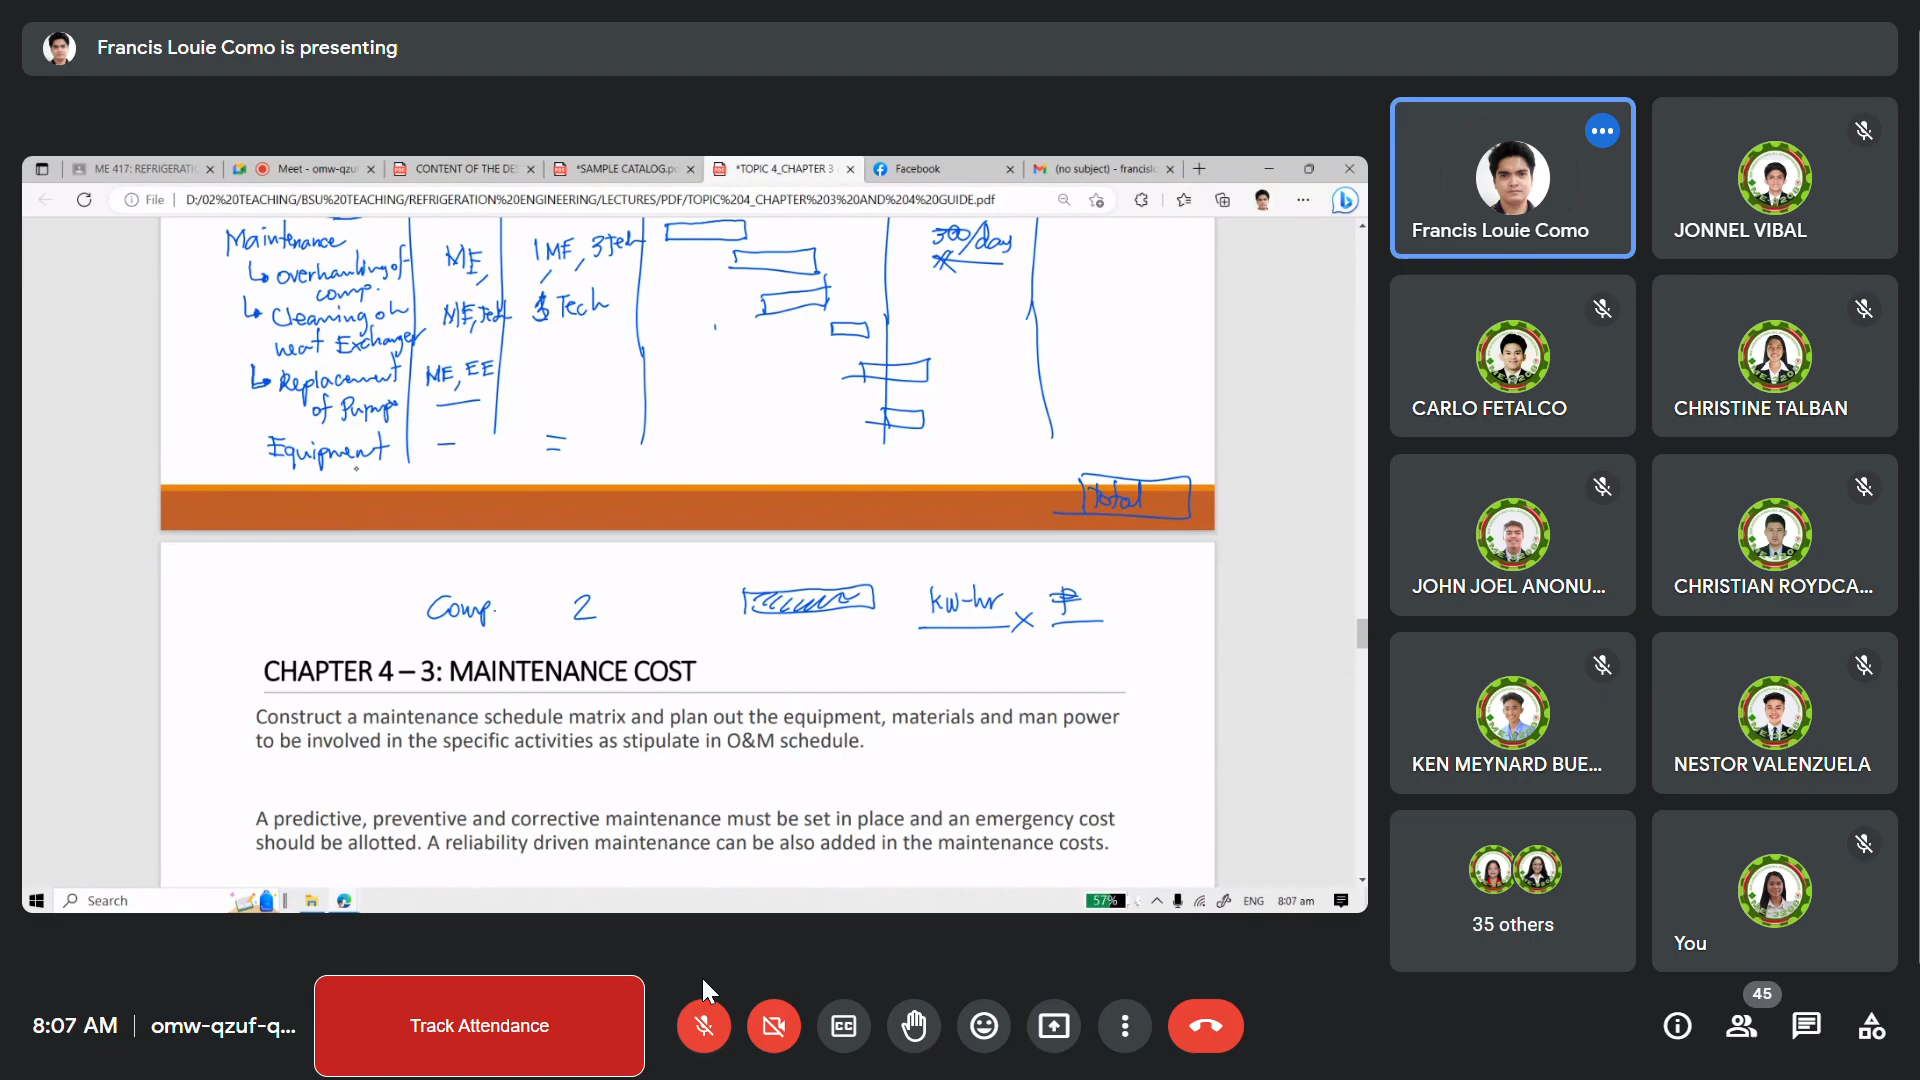 Francis Louie Como is presenting
ME 417: REFRIGERATI
Meet - omw-qzuf
CONTENT OF THE DE
*SAMPLE CATALOG.pd
*TOPIC 4_CHAPTER 3
Facebook
(no subject) - francislc
File
D:/02%20TEACHING/BSU%20TEACHING/REFRIGERATION%20ENGINEERING/LECTURES/PDF/TOPIC%204_CHAPTER%203%20AND%204%20GUIDE.pdf
Maintenance
300/day
ME, 1ME, 3Tech
overhauling of
comp.
Cleaning of ME, Tech Tech
heat Exchanger
Replacement ME, EE
of Pumps
Equipment
Total
Comp. 2 kw-hr x ₱
CHAPTER 4 – 3: MAINTENANCE COST
Construct a maintenance schedule matrix and plan out the equipment, materials and man power
to be involved in the specific activities as stipulate in O&M schedule.
A predictive, preventive and corrective maintenance must be set in place and an emergency cost
should be allotted. A reliability driven maintenance can be also added in the maintenance costs.
Search
57%
ENG
8:07 am
Francis Louie Como
JONNEL VIBAL
CARLO FETALCO
CHRISTINE TALBAN
JOHN JOEL ANONU...
CHRISTIAN ROYDCA...
KEN MEYNARD BUE...
NESTOR VALENZUELA
35 others
You
8:07 AM
omw-qzuf-q...
Track Attendance
45